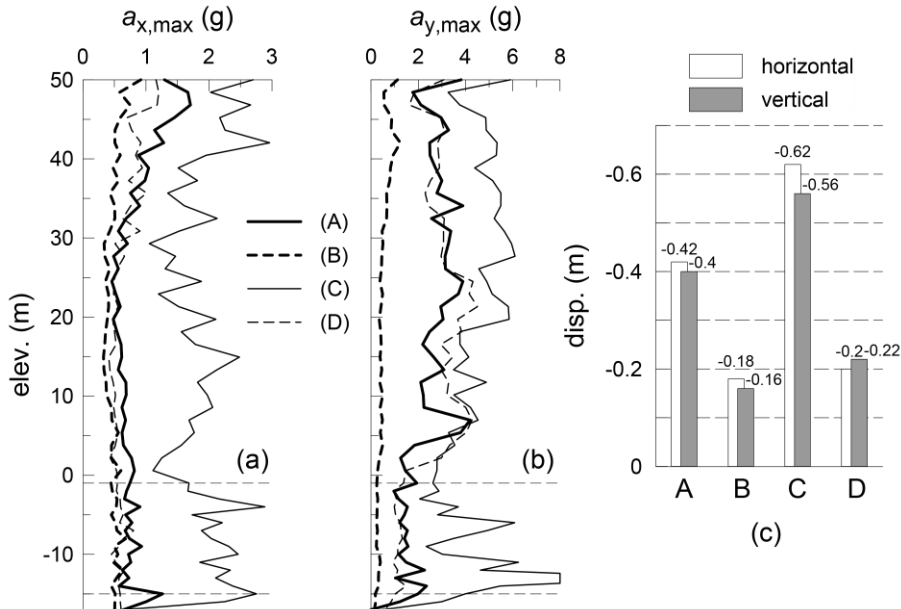 a x,max (g)
0 1 2 3
50
40
30
20
10
0
-10
elev. (m)
(a)
a y,max (g)
0 2 4 6 8
(b)
(A)
(B)
(C)
(D)
horizontal
vertical
-0.6
-0.4
-0.2
0
disp. (m)
-0.42
-0.4
-0.18
-0.16
-0.62
-0.56
-0.2
-0.22
A B C D
(c)